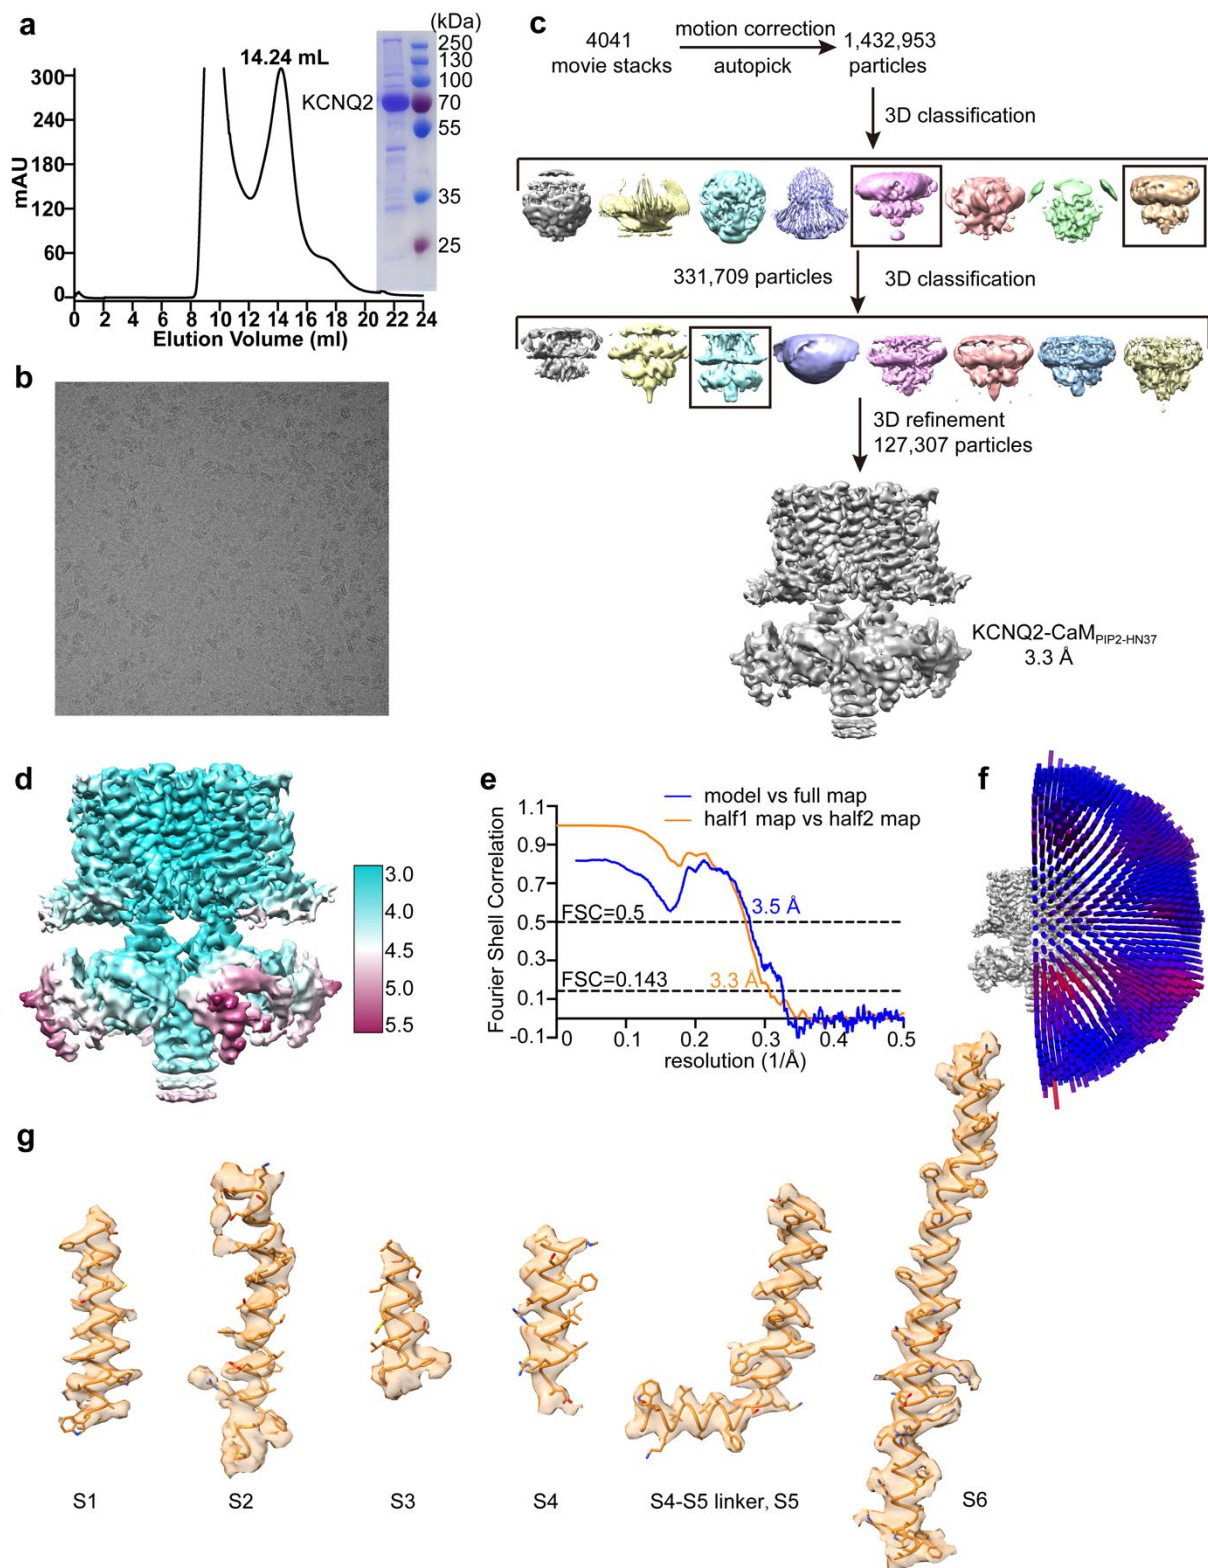 a
(kDa)
14.24 mL
KCNQ2
250
130
100
70
55
35
25
mAU
300
240
180
120
60
0
0 2 4 6 8 10 12 14 16 18 20 22 24
Elution Volume (ml)
b
c
4041
movie stacks
motion correction
autopick
1,432,953
particles
3D classification
331,709 particles
3D classification
3D refinement
127,307 particles
KCNQ2-CaMPIP2-HN37
3.3 Å
d
3.0
4.0
4.5
5.0
5.5
e
model vs full map
half1 map vs half2 map
Fourier Shell Correlation
1.1
0.9
0.7
0.5
0.3
0.1
-0.1
FSC=0.5
3.5 Å
FSC=0.143
3.3 Å
0 0.1 0.2 0.3 0.4 0.5
resolution (1/Å)
f
g
S1
S2
S3
S4
S4-S5 linker, S5
S6